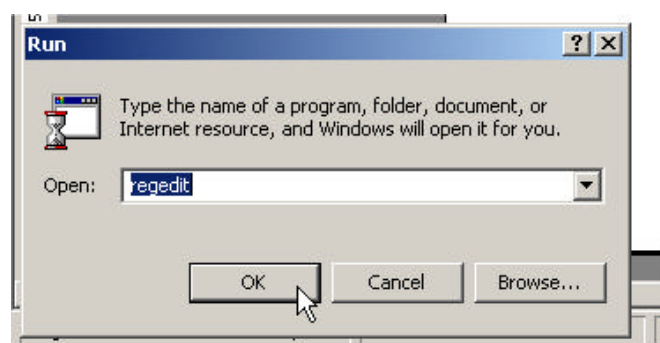 Run
Type the name of a program, folder, document, or
Internet resource, and Windows will open it for you.
Open: regedit
OK Cancel Browse...